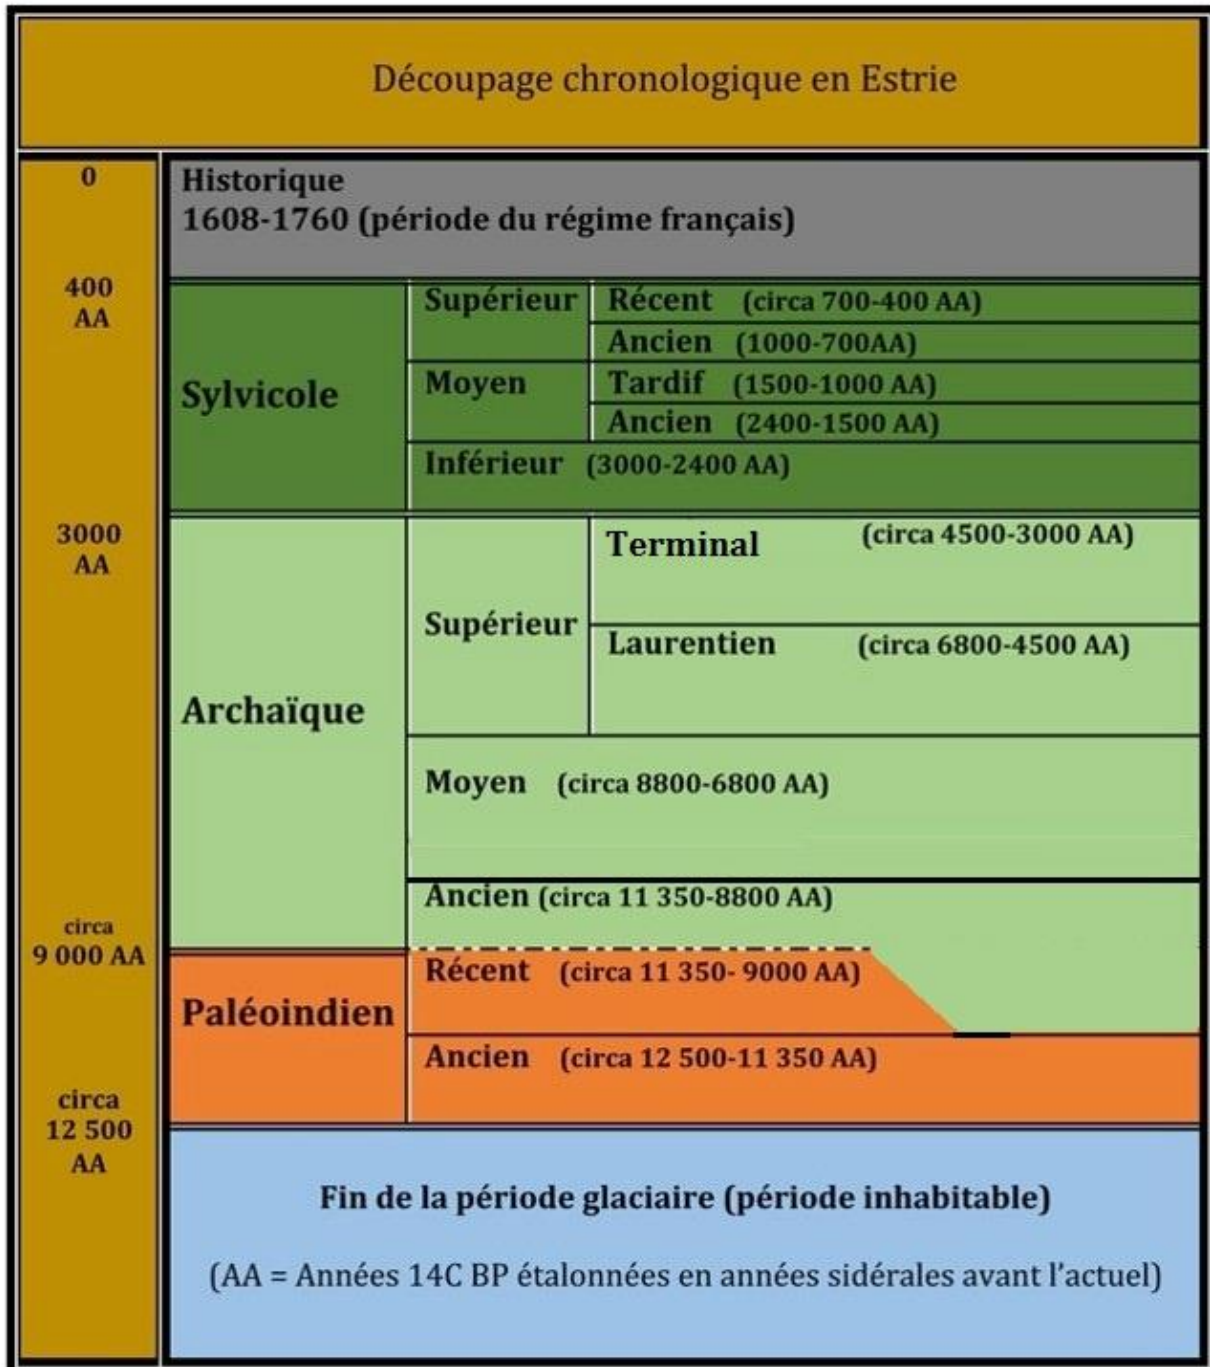 Découpage chronologique en Estrie
0
Historique
1608-1760 (période du régime français)
400
AA
Sylvicole
Supérieur
Récent (circa 700-400 AA)
Ancien (1000-700AA)
Moyen
Tardif (1500-1000 AA)
Ancien (2400-1500 AA)
Inférieur (3000-2400 AA)
3000
AA
Archaïque
Supérieur
Terminal (circa 4500-3000 AA)
Laurentien (circa 6800-4500 AA)
Moyen (circa 8800-6800 AA)
Ancien (circa 11 350-8800 AA)
circa
9 000 AA
Paléoindien
Récent (circa 11 350- 9000 AA)
Ancien (circa 12 500-11 350 AA)
circa
12 500
AA
Fin de la période glaciaire (période inhabitable)
(AA = Années 14C BP étalonnées en années sidérales avant l'actuel)